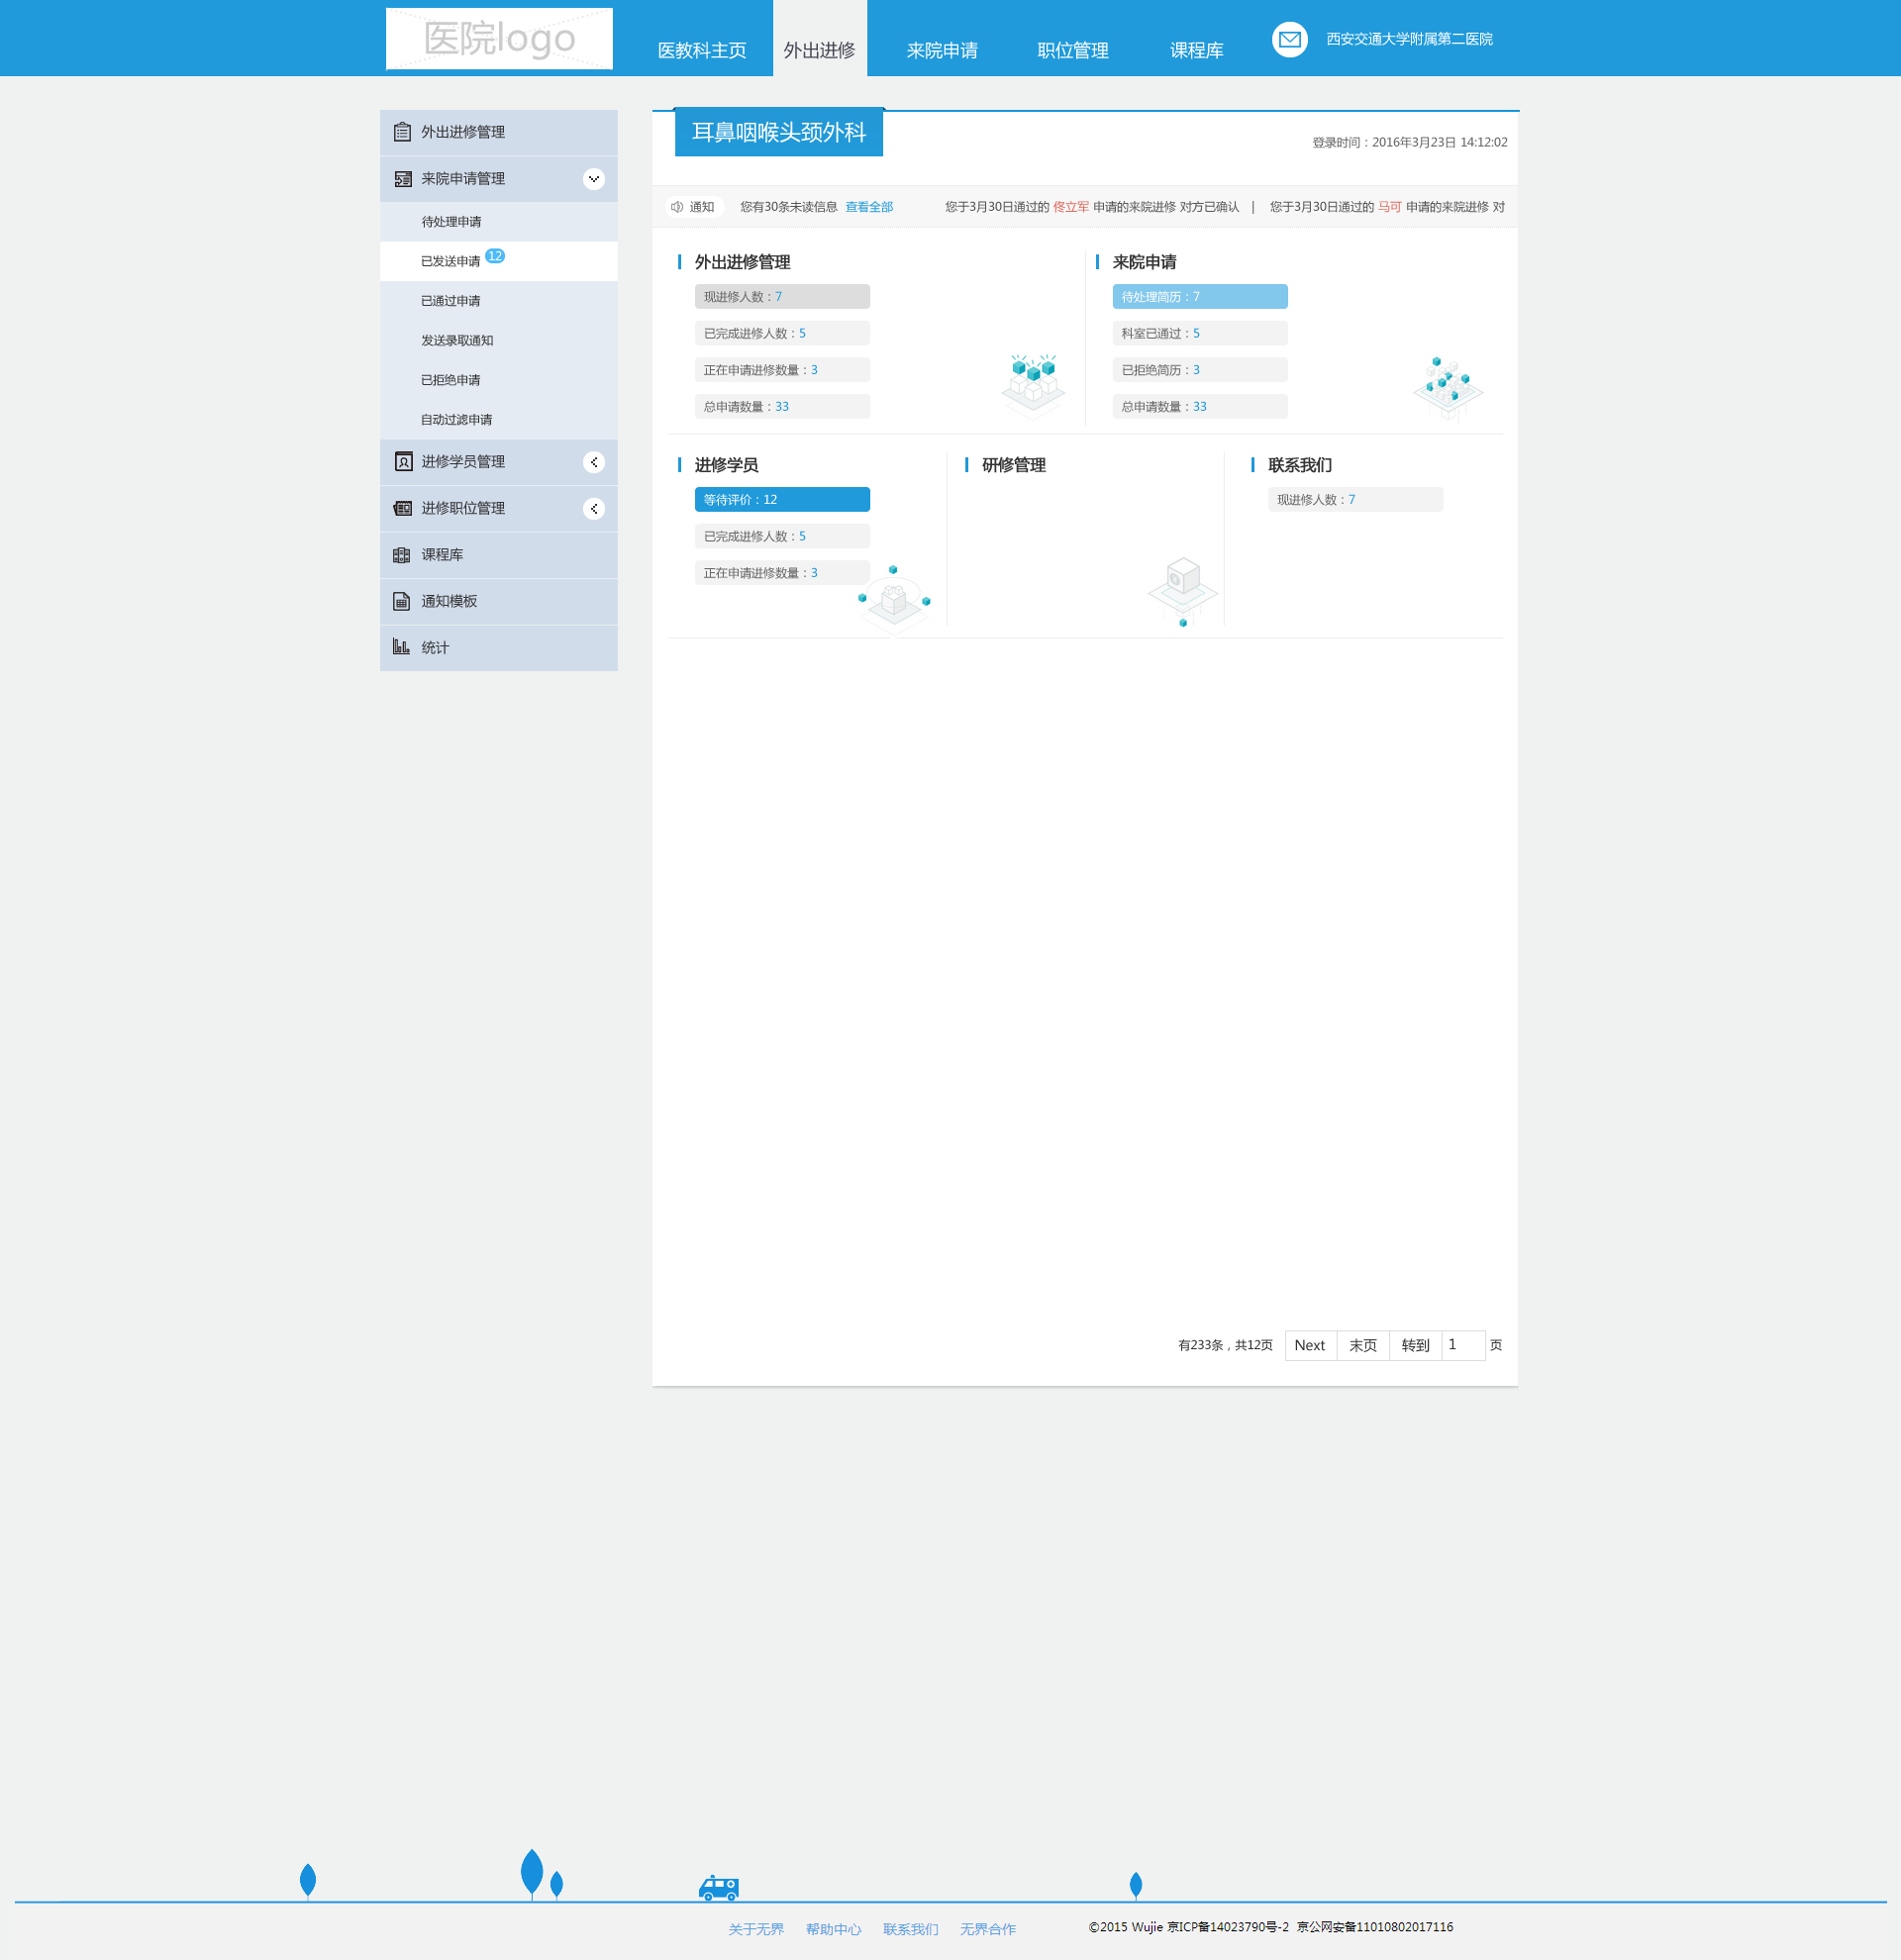 医院logo
医教科主页 外出进修 来院申请 职位管理 课程库 西安交通大学附属第二医院
外出进修管理
来院申请管理
待处理申请
已发送申请 12
已通过申请
发送录取通知
已拒绝申请
自动过滤申请
进修学员管理
进修职位管理
课程库
通知模板
统计
耳鼻咽喉头颈外科
登录时间：2016年3月23日 14:12:02
通知 您有30条未读信息 查看全部 您于3月30日通过的 佟立军 申请的来院进修 对方已确认 | 您于3月30日通过的 马可 申请的来院进修 对
外出进修管理
现进修人数：7
已完成进修人数：5
正在申请进修数量：3
总申请数量：33
来院申请
待处理简历：7
科室已通过：5
已拒绝简历：3
总申请数量：33
进修学员
等待评价：12
已完成进修人数：5
正在申请进修数量：3
研修管理
联系我们
现进修人数：7
有233条，共12页 Next 末页 转到 1 页
关于无界 帮助中心 联系我们 无界合作 ©2015 Wujie 京ICP备14023790号-2 京公网安备11010802017116